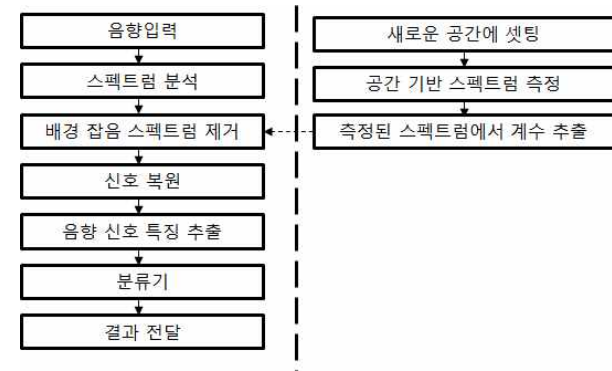 음향입력
스펙트럼 분석
배경 잡음 스펙트럼 제거
신호 복원
음향 신호 특징 추출
분류기
결과 전달
새로운 공간에 셋팅
공간 기반 스펙트럼 측정
측정된 스펙트럼에서 계수 추출